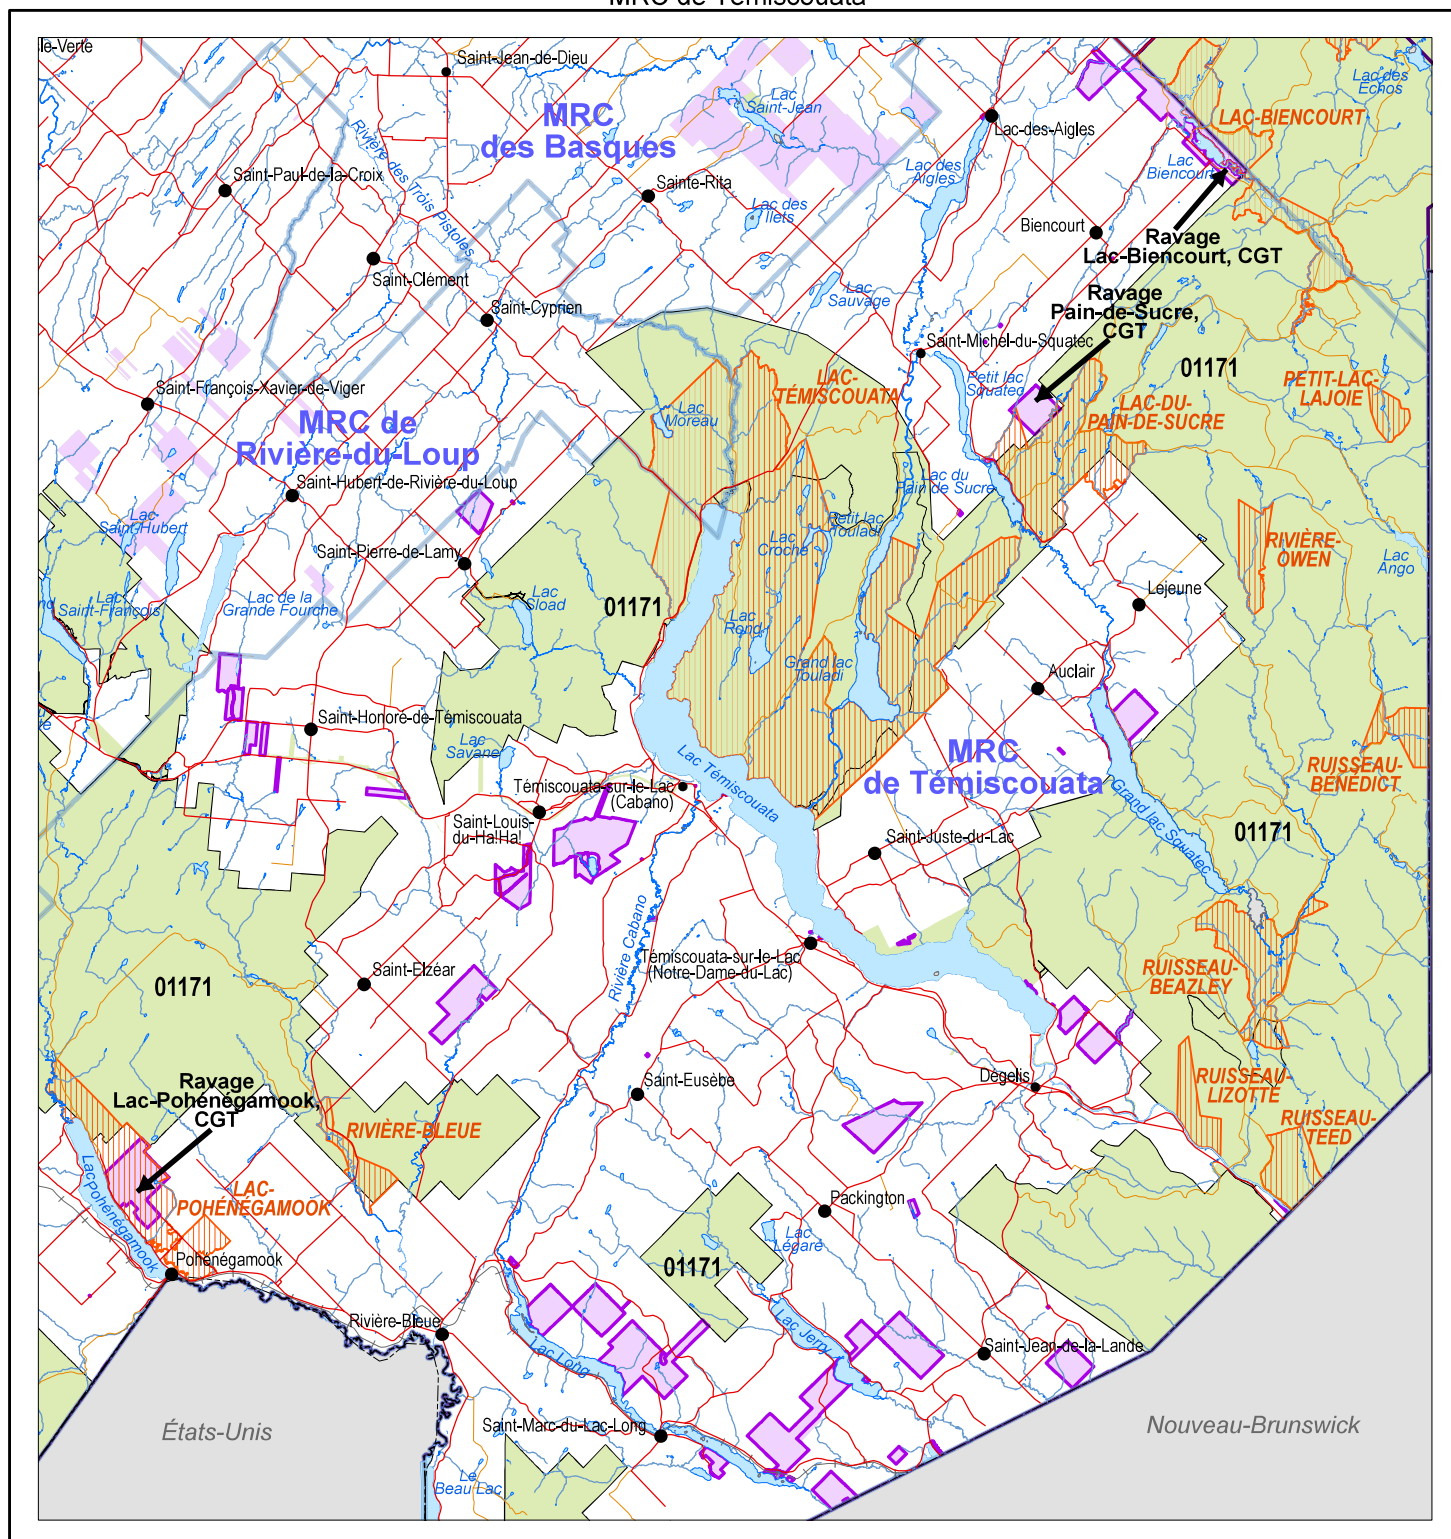 MRC de Témiscouata
le-Verte
Saint-Jean-de-Dieu
Lac des
Échos
MRC
des Basques
Lac
Saint-Jean
Lac-des-Aigles
LAC-BIENCOURT
Rivière des Trois Pistoles
Saint-Paul-de-la-Croix
Sainte-Rita
Lac des
Aigles
Lac
Biencourt
Lac des
Îlets
Biencourt
Ravage
Lac-Biencourt, CGT
Saint-Clément
Lac
Sauvage
Ravage
Pain-de-Sucre,
CGT
Saint-Cyprien
Saint-Michel-du-Squatec
Saint-François-Xavier-de-Viger
LAC-
TÉMISCOUATA
Petit lac
Squatec
01171
PETIT-LAC-
LAJOIE
MRC de
Rivière-du-Loup
Lac
Moreau
LAC-DU-
PAIN-DE-SUCRE
Saint-Hubert-de-Rivière-du-Loup
Lac du
Pain de Sucre
Lac
Saint-Hubert
Petit lac
Touladi
Lac
Croche
RIVIÈRE-
OWEN
Lac
Ango
Saint-Pierre-de-Lamy
nd
Lac
Saint-François
Lac de la
Grande Fourche
Lac
Sload
01171
Lac
Rond
Lejeune
Grand lac
Touladi
Auclair
Saint-Honoré-de-Témiscouata
Lac
Savane
Lac Témiscouata
MRC
de Témiscouata
RUISSEAU-
BÉNÉDICT
Témiscouata-sur-le-Lac
(Cabano)
Grand lac Squatec
Saint-Louis-
du-Ha!Ha!
Saint-Juste-du-Lac
01171
Rivière Cabano
Témiscouata-sur-le-Lac
(Notre-Dame-du-Lac)
Saint-Elzéar
01171
RUISSEAU-
BEAZLEY
Dégelis
Saint-Eusèbe
Ravage
Lac-Pohénégamook,
CGT
RUISSEAU-
LIZOTTE
RIVIÈRE-BLEUE
RUISSEAU-
TEED
Lac Pohénégamook
LAC-
POHÉNÉGAMOOK
Packington
Lac
Légaré
Pohénégamook
01171
Rivière-Bleue
Lac Long
Lac Jerry
Saint-Jean-de-la-Lande
États-Unis
Saint-Marc-du-Lac-Long
Nouveau-Brunswick
Le
Beau Lac